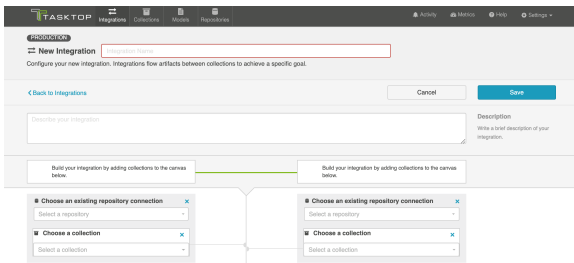 TASKTOP
Integrations Collections Models Repositories
Activity Metrics Help Settings
PRODUCTION
New Integration Integration Name
Configure your new integration. Integrations flow artifacts between collections to achieve a specific goal.
Back to Integrations Cancel Save
Describe your integration
Description
Write a brief description of your
integration.
Build your integration by adding collections to the canvas
below.
Build your integration by adding collections to the canvas
below.
Choose an existing repository connection x
Select a repository
Choose a collection x
Select a collection
Choose an existing repository connection x
Select a repository
Choose a collection x
Select a collection